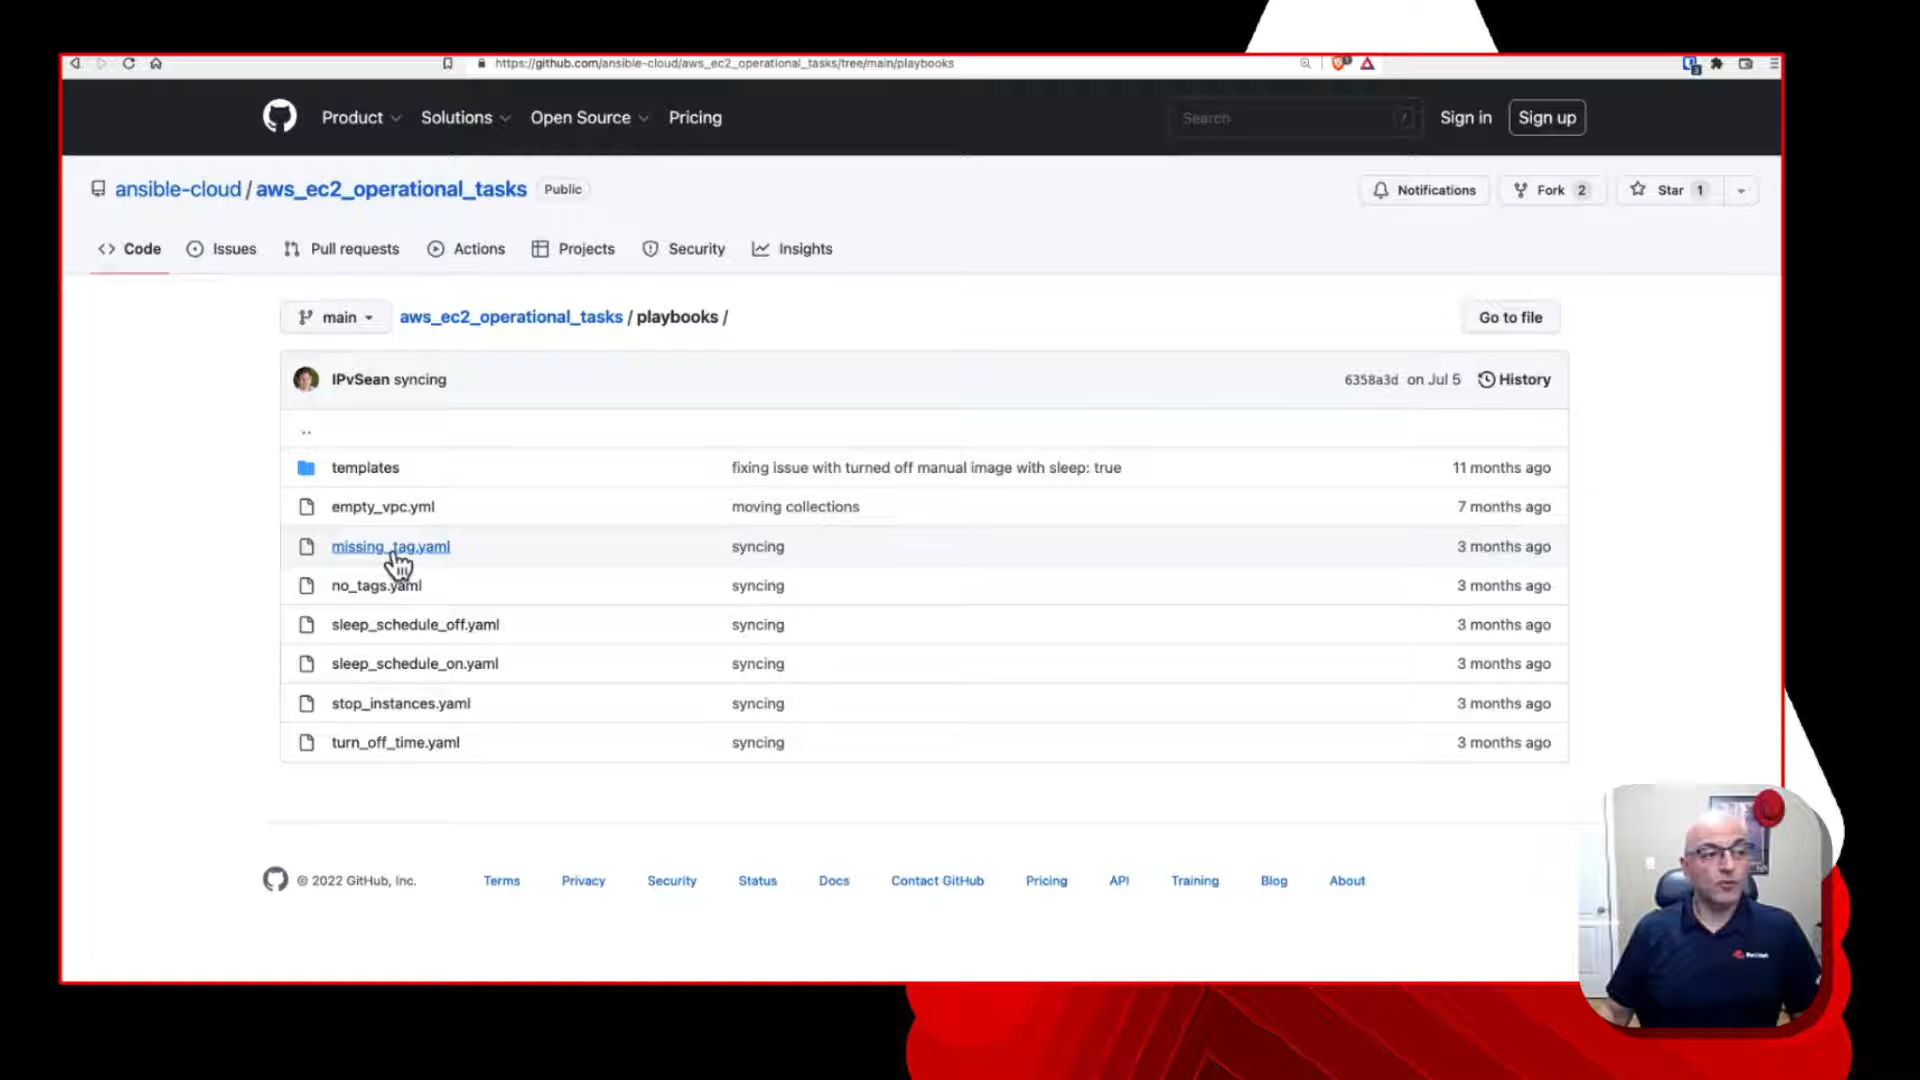 https://github.com/ansible-cloud/aws_ec2_operational_tasks/tree/main/playbooks
Product Solutions Open Source Pricing Search / Sign in Sign up
ansible-cloud / aws_ec2_operational_tasks Public Notifications Fork 2 Star 1
Code Issues Pull requests Actions Projects Security Insights
main aws_ec2_operational_tasks / playbooks / Go to file
IPvSean syncing 6358a3d on Jul 5 History
..
templates fixing issue with turned off manual image with sleep: true 11 months ago
empty_vpc.yml moving collections 7 months ago
missing_tag.yaml syncing 3 months ago
no_tags.yaml syncing 3 months ago
sleep_schedule_off.yaml syncing 3 months ago
sleep_schedule_on.yaml syncing 3 months ago
stop_instances.yaml syncing 3 months ago
turn_off_time.yaml syncing 3 months ago
© 2022 GitHub, Inc. Terms Privacy Security Status Docs Contact GitHub Pricing API Training Blog About